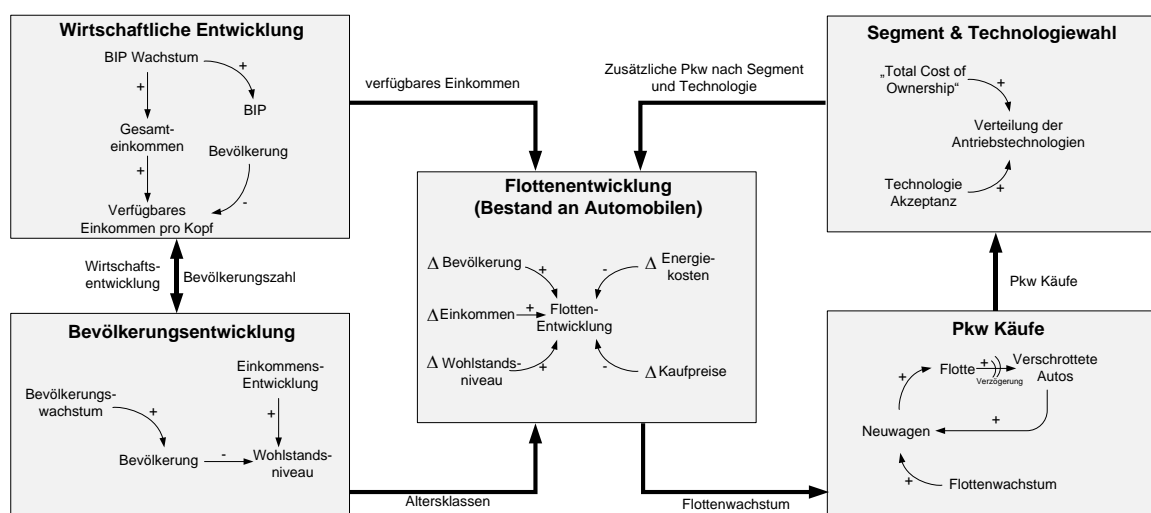 Wirtschaftliche Entwicklung
BIP Wachstum
+
+
BIP
Gesamt-
einkommen
Bevölkerung
+
-
Verfügbares
Einkommen pro Kopf
Wirtschafts-
entwicklung
Bevölkerungszahl
Bevölkerungsentwicklung
Einkommens-
Entwicklung
Bevölkerungs-
wachstum
+
+
Bevölkerung
-
Wohlstands-
niveau
verfügbares Einkommen
Altersklassen
Zusätzliche Pkw nach Segment
und Technologie
Flottenentwicklung
(Bestand an Automobilen)
Δ Bevölkerung
+
-
Δ Energie-
kosten
Δ Einkommen
+
Flotten-
Entwicklung
Δ Wohlstands-
niveau
+
-
Δ Kaufpreise
Flottenwachstum
Segment & Technologiewahl
„Total Cost of
Ownership“
+
Verteilung der
Antriebstechnologien
Technologie
Akzeptanz
+
Pkw Käufe
Pkw Käufe
Flotte
+
Verzögerung
Verschrottete
Autos
+
+
Neuwagen
+
Flottenwachstum